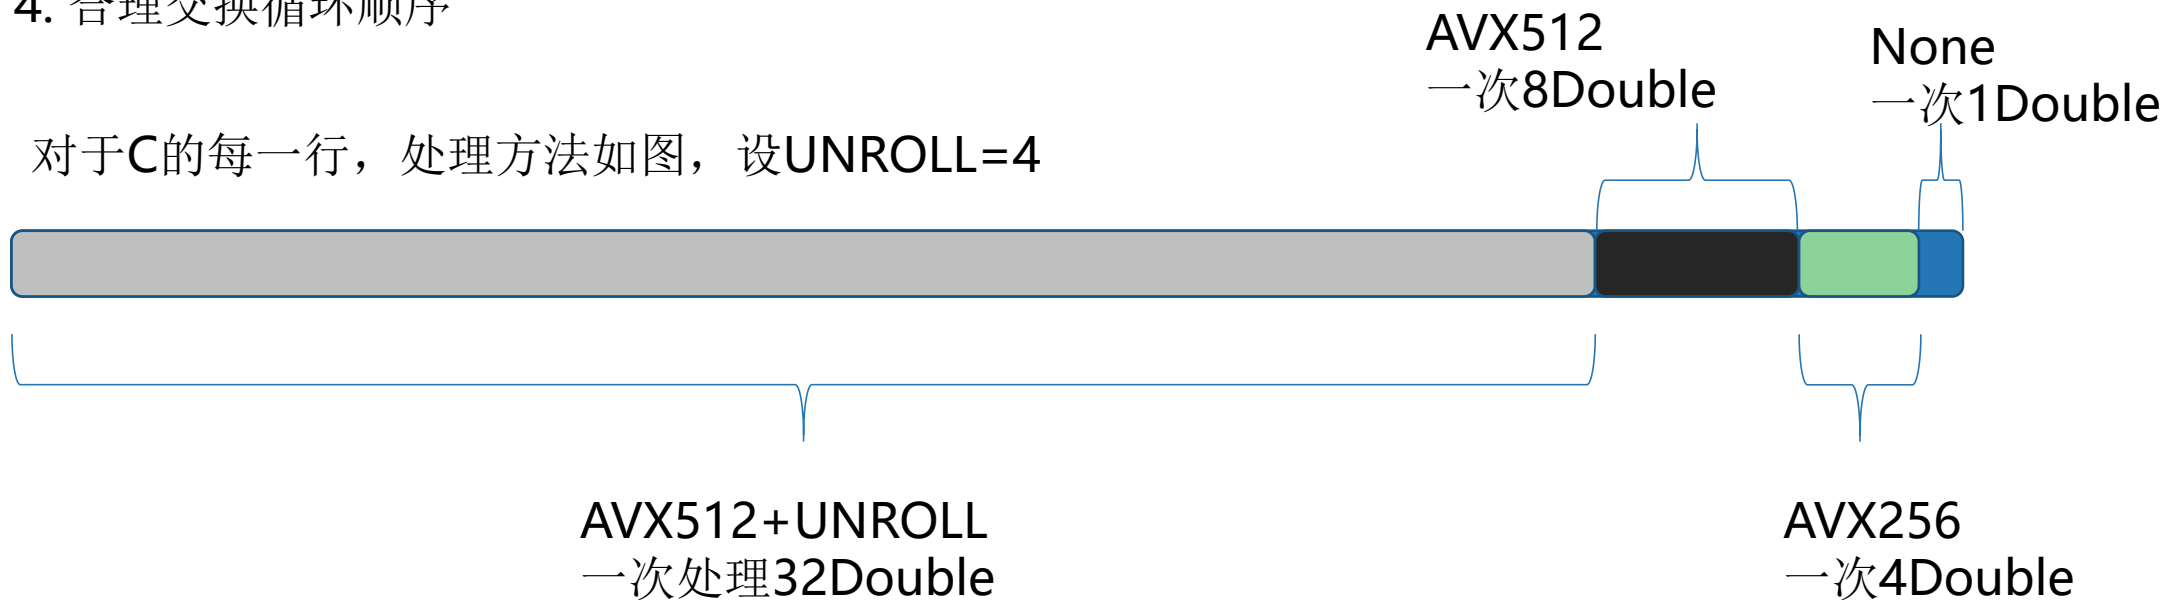 4. 合理交换循环顺序
AVX512
一次8Double
None
一次1Double
对于C的每一行，处理方法如图，设UNROLL=4
AVX512+UNROLL
一次处理32Double
AVX256
一次4Double